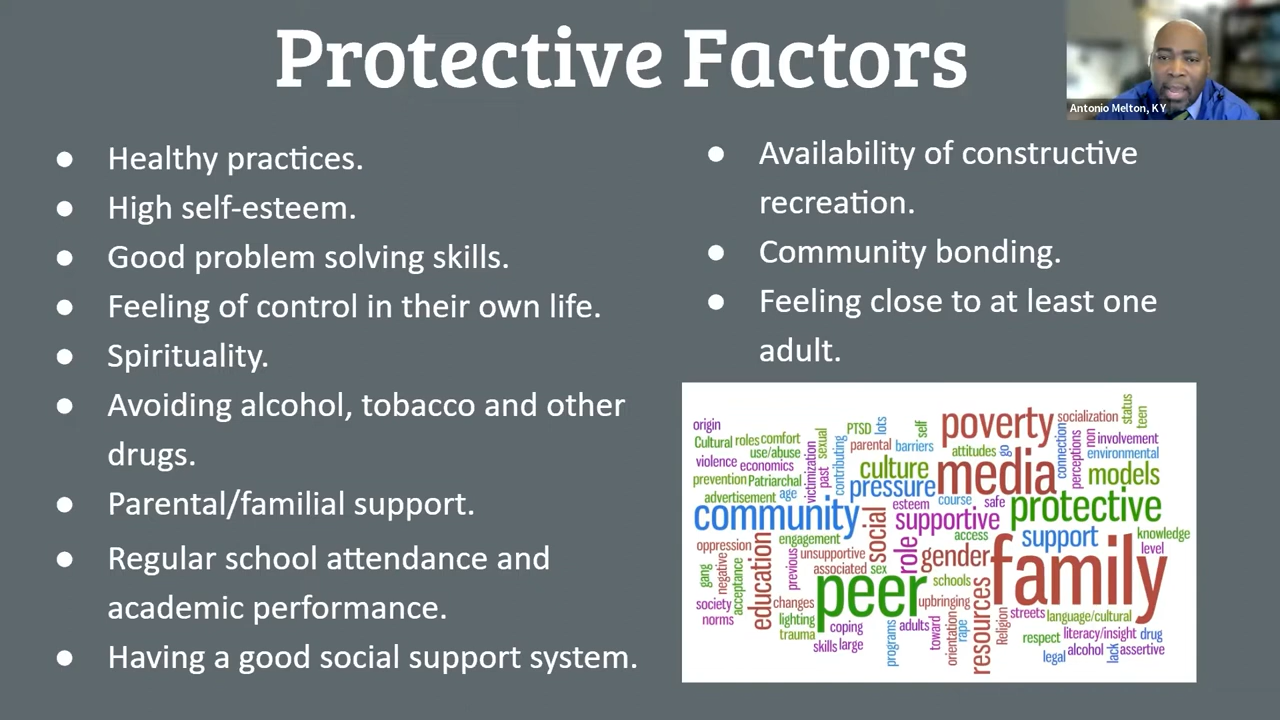 Protective Factors
Antonio Melton, KY
● Healthy practices.
● High self-esteem.
● Good problem solving skills.
● Feeling of control in their own life.
● Spirituality.
● Avoiding alcohol, tobacco and other
drugs.
● Parental/familial support.
● Regular school attendance and
academic performance.
● Having a good social support system.
● Availability of constructive
recreation.
● Community bonding.
● Feeling close to at least one
adult.
origin
Cultural
roles
comfort
use/abuse
violence
economics
prevention
Patriarchal
advertisement
age
community
victimization
past
sexual
contributing
PTSD
lots
parental
barriers
self
culture
pressure
poverty
attitudes
go
media
socialization
status
teen
connection
perceptions
non
involvement
environmental
models
esteem
course
safe
supportive
access
protective
support
knowledge
level
engagement
oppression
education
previous
unsupportive
associated
sex
social
role
gender
family
gang
negative
acceptance
society
norms
changes
lighting
trauma
peer
schools
upbringing
resources
coping
skills
large
programs
adults
toward
orientation
rape
Religion
streets
language/cultural
respect
literacy/insight
drug
legal
alcohol
lack
assertive